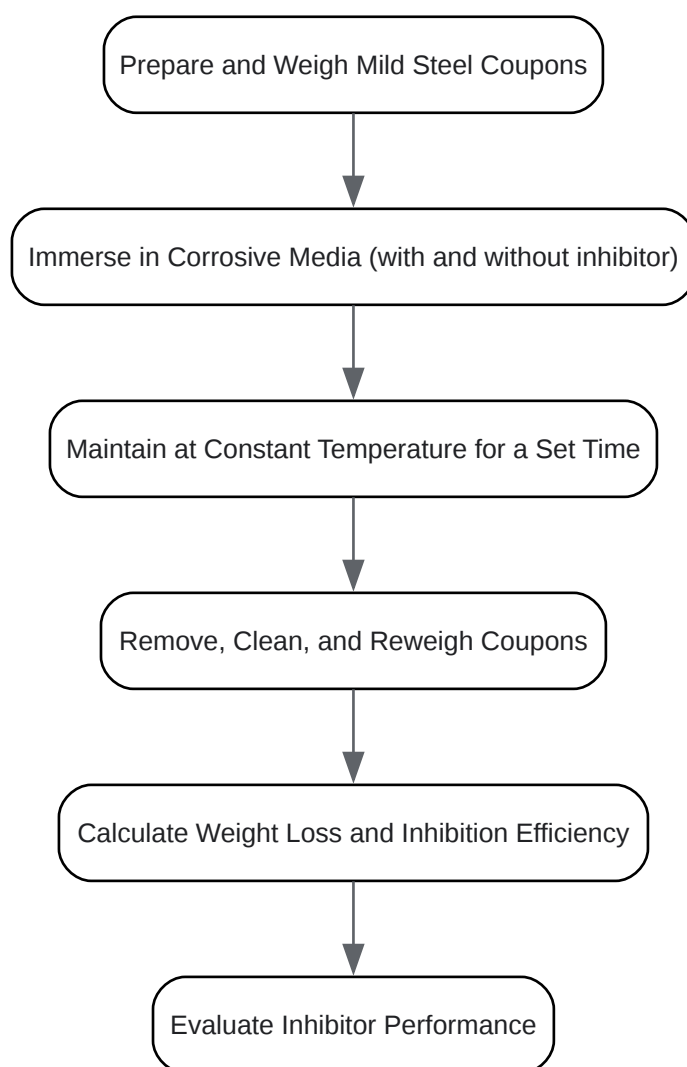 Prepare and Weigh Mild Steel Coupons
Immerse in Corrosive Media (with and without inhibitor)
Maintain at Constant Temperature for a Set Time
Remove, Clean, and Reweigh Coupons
Calculate Weight Loss and Inhibition Efficiency
Evaluate Inhibitor Performance